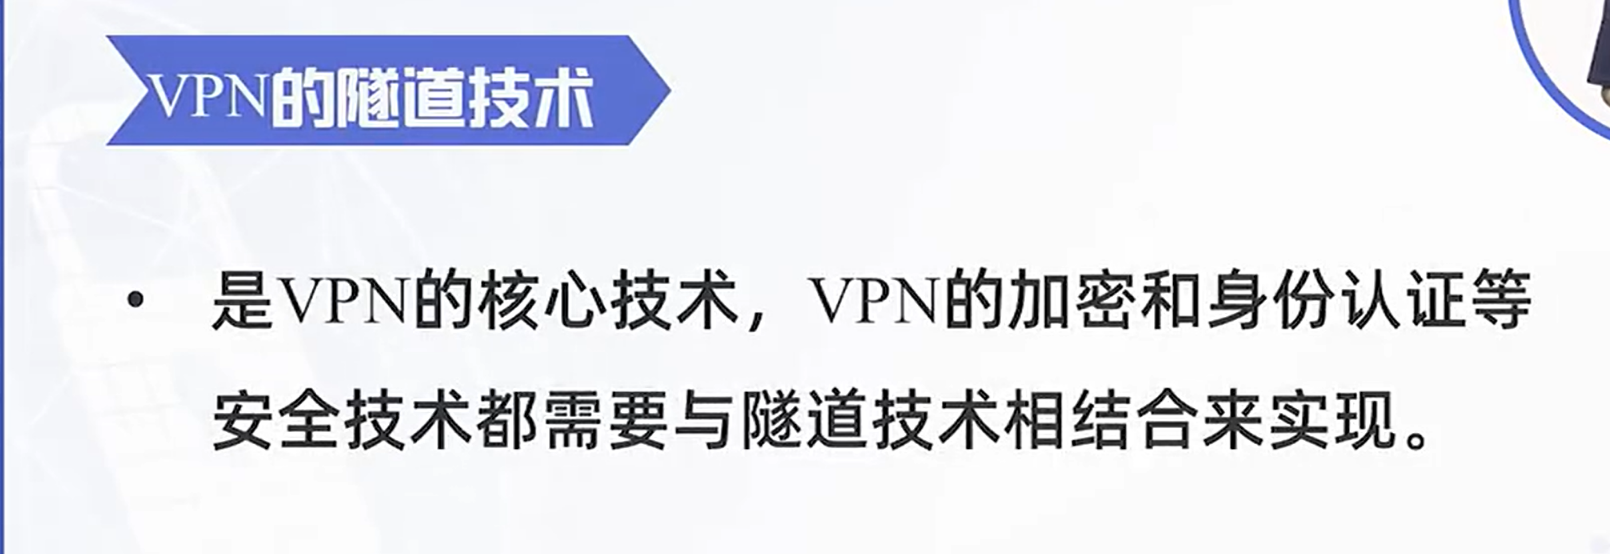 VPN的隧道技术
• 是VPN的核心技术，VPN的加密和身份认证等
安全技术都需要与隧道技术相结合来实现。